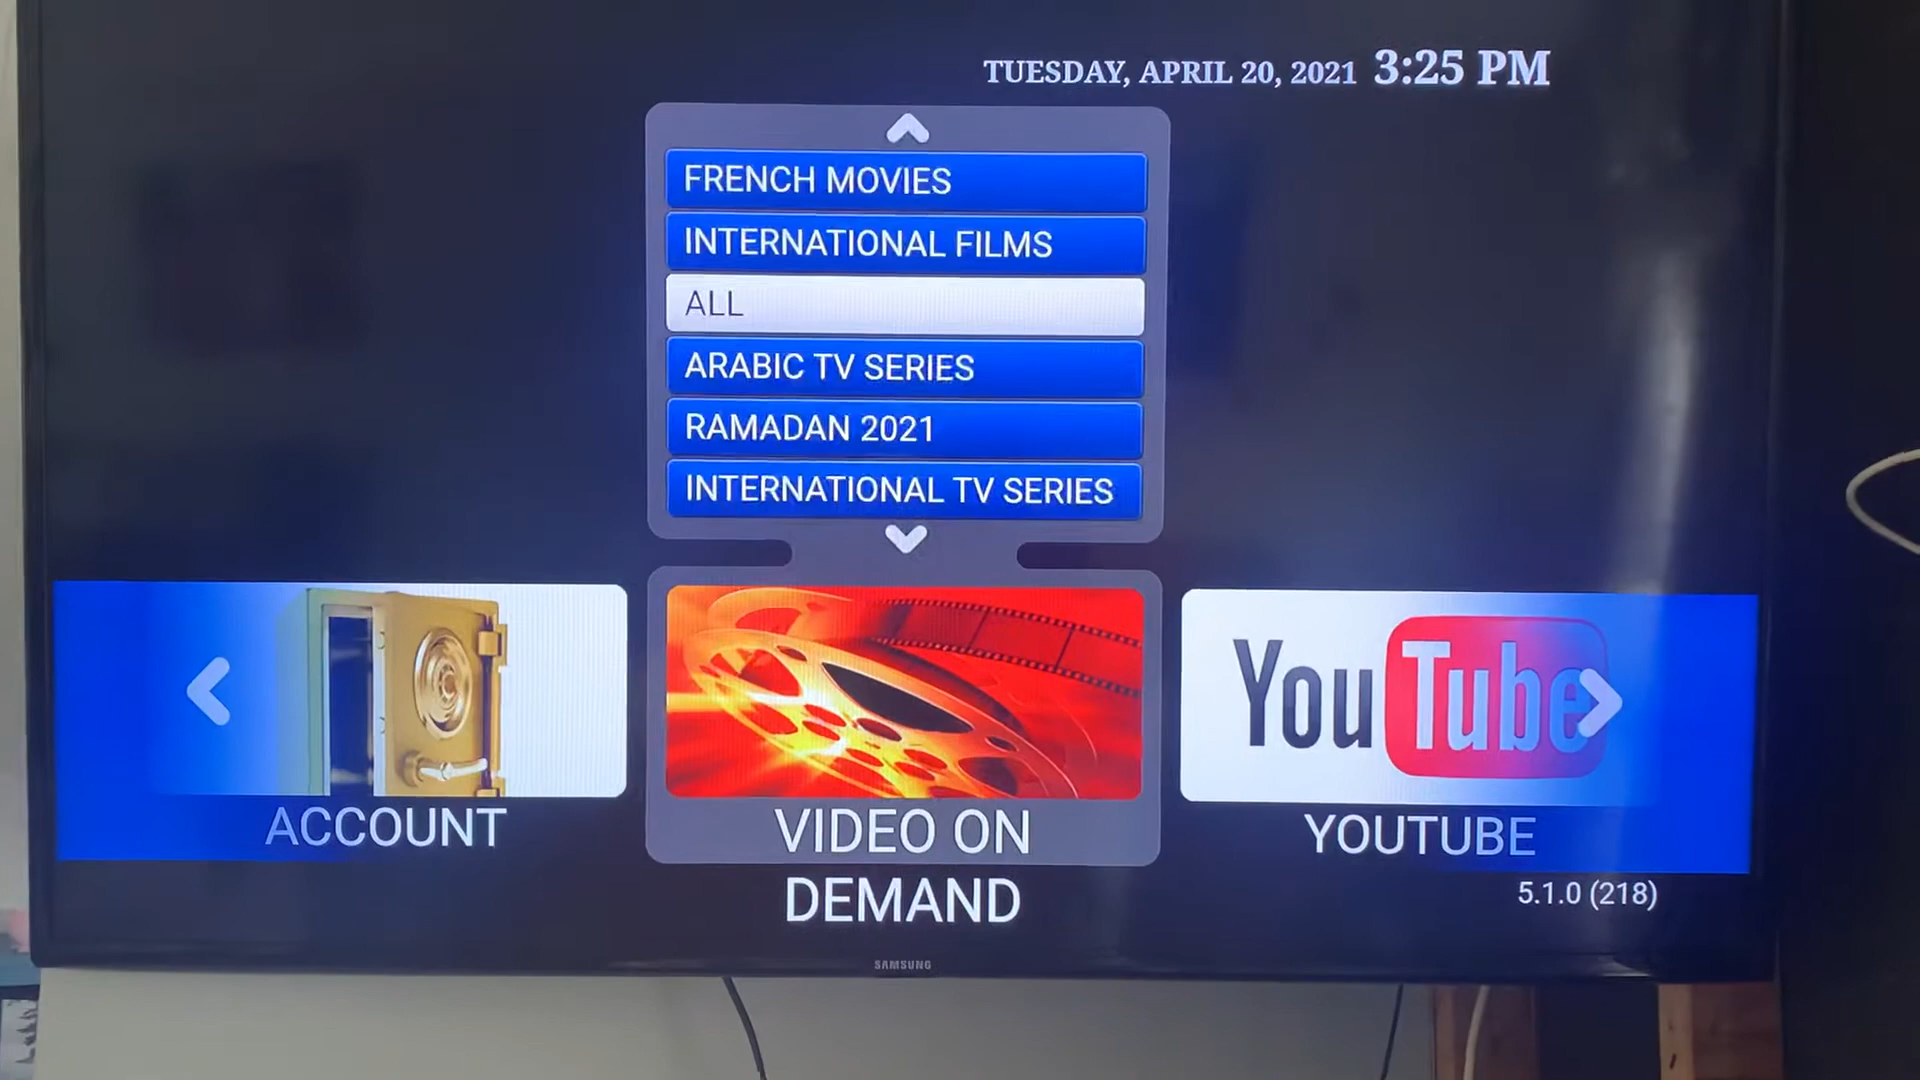 TUESDAY, APRIL 20, 2021 3:25 PM
FRENCH MOVIES
INTERNATIONAL FILMS
ALL
ARABIC TV SERIES
RAMADAN 2021
INTERNATIONAL TV SERIES
YouTube
ACCOUNT
VIDEO ON
DEMAND
YOUTUBE
5.1.0 (218)
SAMSUNG